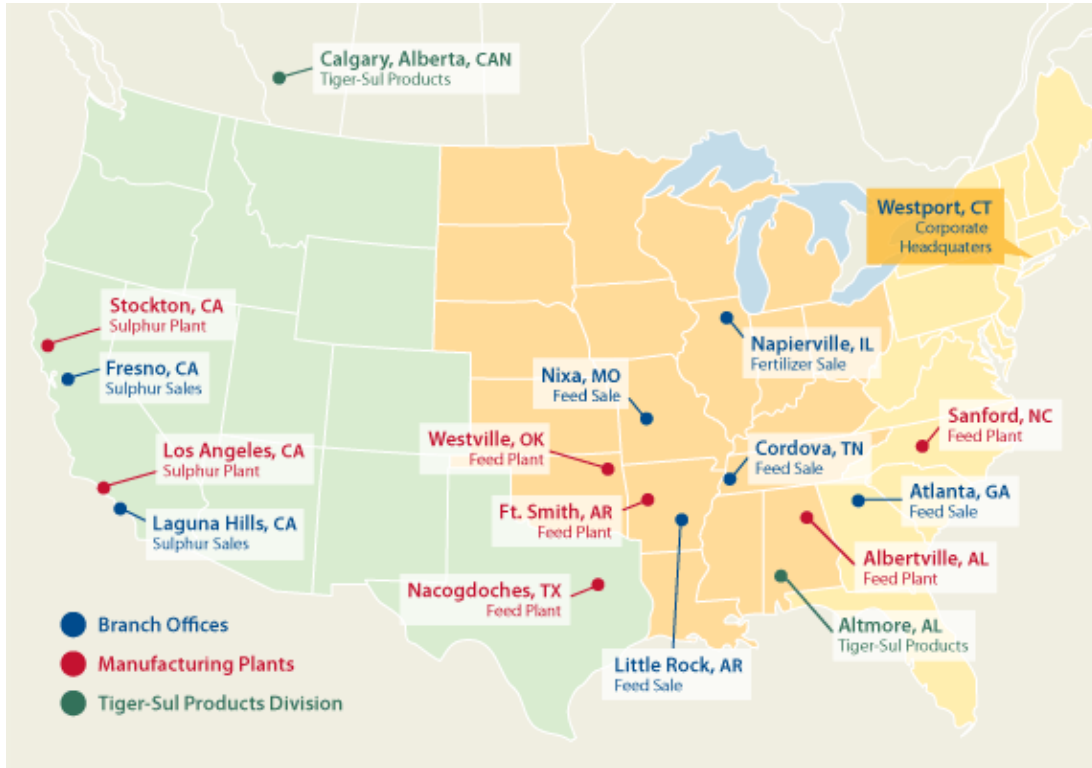 Calgary, Alberta, CAN
Tiger-Sul Products
Westport, CT
Corporate
Headquaters
Stockton, CA
Sulphur Plant
Fresno, CA
Sulphur Sales
Los Angeles, CA
Sulphur Plant
Laguna Hills, CA
Sulphur Sales
Napierville, IL
Fertilizer Sale
Nixa, MO
Feed Sale
Westville, OK
Feed Plant
Cordova, TN
Feed Sale
Sanford, NC
Feed Plant
Ft. Smith, AR
Feed Plant
Atlanta, GA
Feed Sale
Albertville, AL
Feed Plant
Nacogdoches, TX
Feed Plant
Altmore, AL
Tiger-Sul Products
Little Rock, AR
Feed Sale
Branch Offices
Manufacturing Plants
Tiger-Sul Products Division